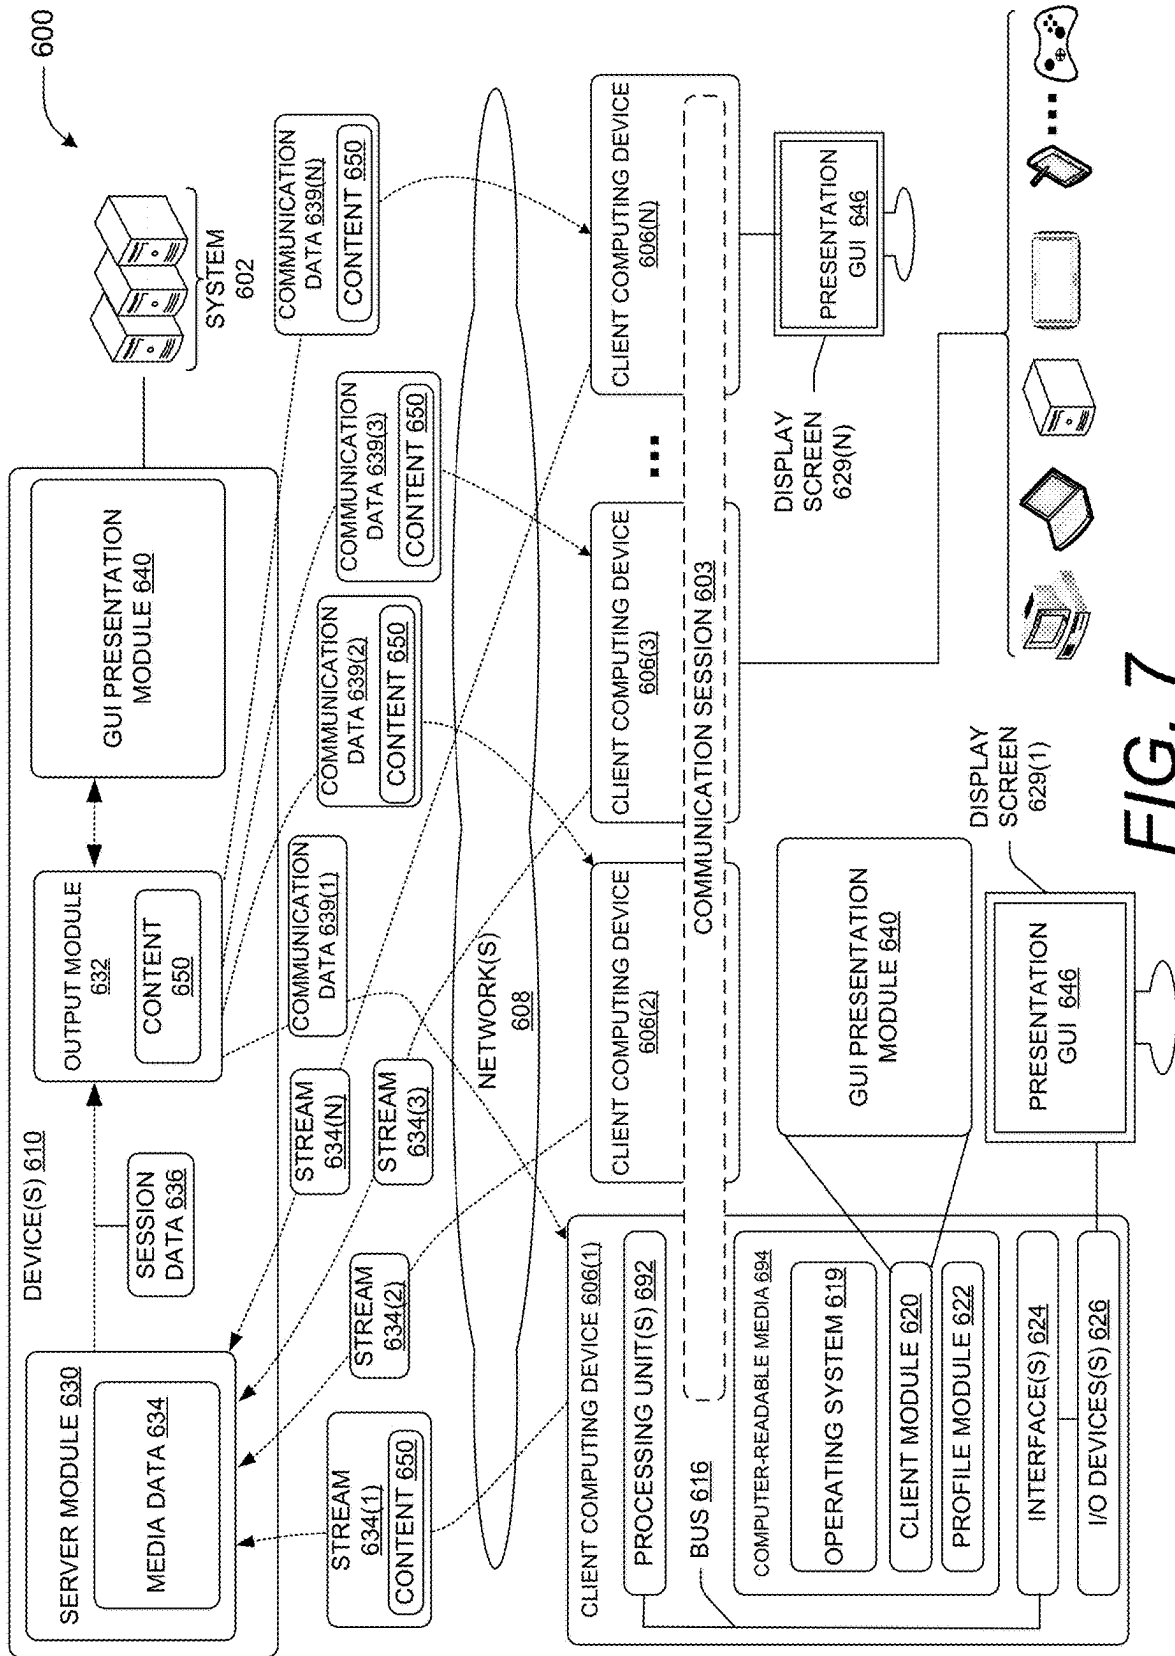 600
DEVICE(S) 610
SERVER MODULE 630
MEDIA DATA 634
SESSION
DATA 636
OUTPUT MODULE
632
CONTENT
650
GUI PRESENTATION
MODULE 640
SYSTEM
602
STREAM
634(1)
CONTENT 650
STREAM
634(2)
STREAM
634(N)
STREAM
634(3)
COMMUNICATION
DATA 639(1)
COMMUNICATION
DATA 639(2)
CONTENT 650
COMMUNICATION
DATA 639(3)
CONTENT 650
COMMUNICATION
DATA 639(N)
CONTENT 650
NETWORK(S)
608
CLIENT COMPUTING DEVICE 606(1)
PROCESSING UNIT(S) 692
BUS 616
COMPUTER-READABLE MEDIA 694
OPERATING SYSTEM 619
CLIENT MODULE 620
PROFILE MODULE 622
INTERFACE(S) 624
I/O DEVICES(S) 626
CLIENT COMPUTING DEVICE
606(2)
CLIENT COMPUTING DEVICE
606(3)
CLIENT COMPUTING DEVICE
606(N)
COMMUNICATION SESSION 603
GUI PRESENTATION
MODULE 640
PRESENTATION
GUI 646
DISPLAY
SCREEN
629(1)
PRESENTATION
GUI 646
DISPLAY
SCREEN
629(N)
FIG. 7